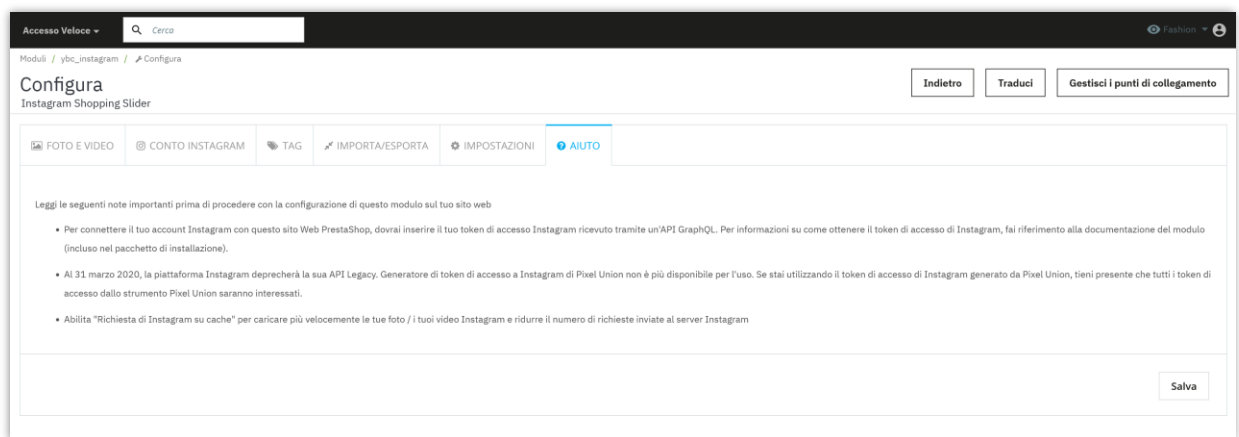 Accesso Veloce
Cerca
Fashion
Moduli / ybc_instagram / Configura
Configura
Instagram Shopping Slider
Indietro
Traduci
Gestisci i punti di collegamento
FOTO E VIDEO
CONTO INSTAGRAM
TAG
IMPORTA/ESPORTA
IMPOSTAZIONI
AIUTO
Leggi le seguenti note importanti prima di procedere con la configurazione di questo modulo sul tuo sito web
• Per connettere il tuo account Instagram con questo sito Web PrestaShop, dovrai inserire il tuo token di accesso Instagram ricevuto tramite un'API GraphQL. Per informazioni su come ottenere il token di accesso di Instagram, fai riferimento alla documentazione del modulo
(incluso nel pacchetto di installazione).
• Al 31 marzo 2020, la piattaforma Instagram deprecherà la sua API Legacy. Generatore di token di accesso a Instagram di Pixel Union non è più disponibile per l'uso. Se stai utilizzando il token di accesso di Instagram generato da Pixel Union, tieni presente che tutti i token di
accesso dallo strumento Pixel Union saranno interessati.
• Abilita "Richiesta di Instagram su cache" per caricare più velocemente le tue foto / i tuoi video Instagram e ridurre il numero di richieste inviate al server Instagram
Salva